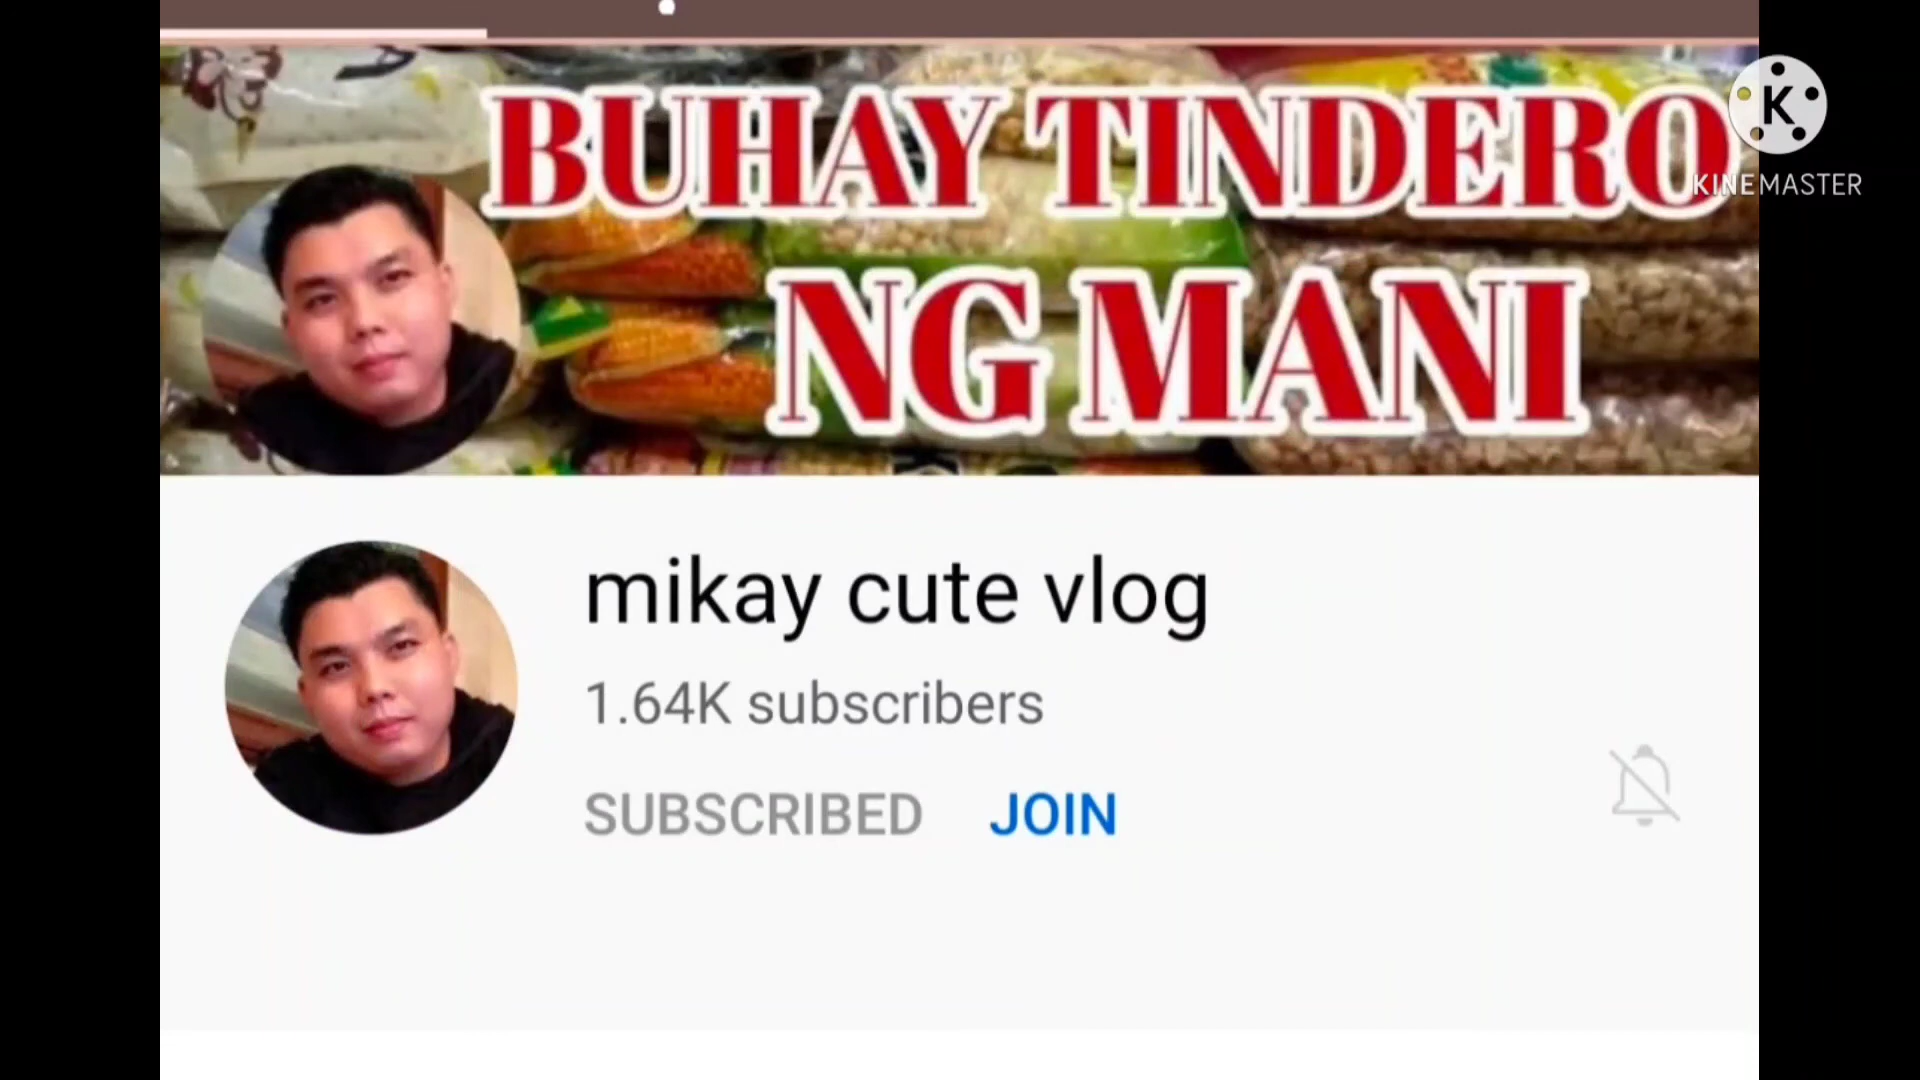 BUHAY TINDERO
NG MANI
K
KINEMASTER
mikay cute vlog
1.64K subscribers
SUBSCRIBED JOIN